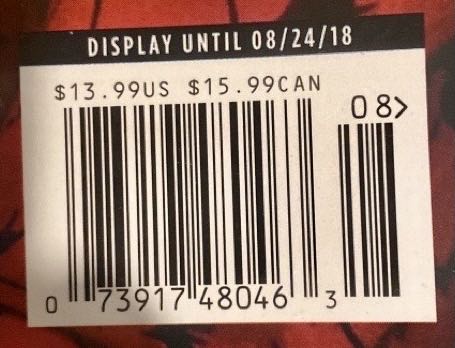 DISPLAY UNTIL 08/24/18
$13.99US $15.99CAN
08>
0 73917 48046 3